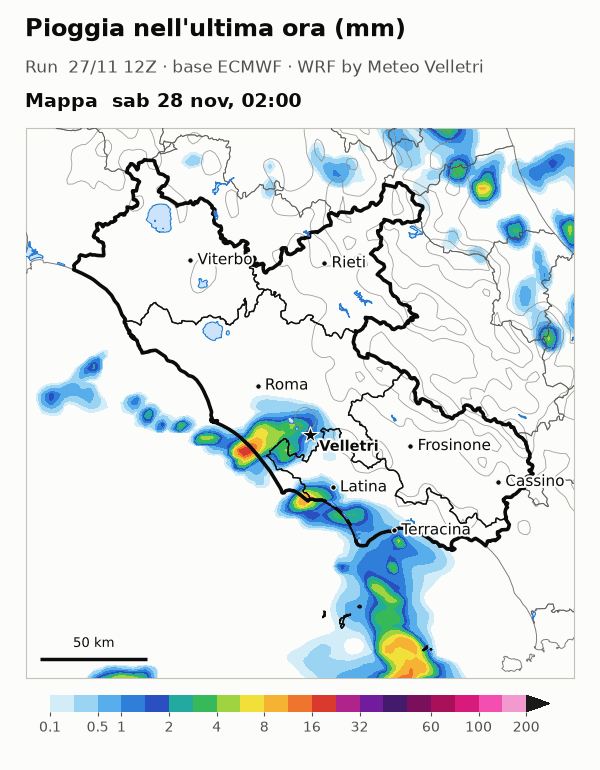 Pioggia nell'ultima ora (mm)
Run  27/11 12Z · base ECMWF · WRF by Meteo Velletri
Mappa  sab 28 nov, 02:00
Viterbo
Rieti
Roma
Velletri
Frosinone
Latina
Cassino
Terracina
50 km
0.1 0.5 1 2 4 8 16 32 60 100 200